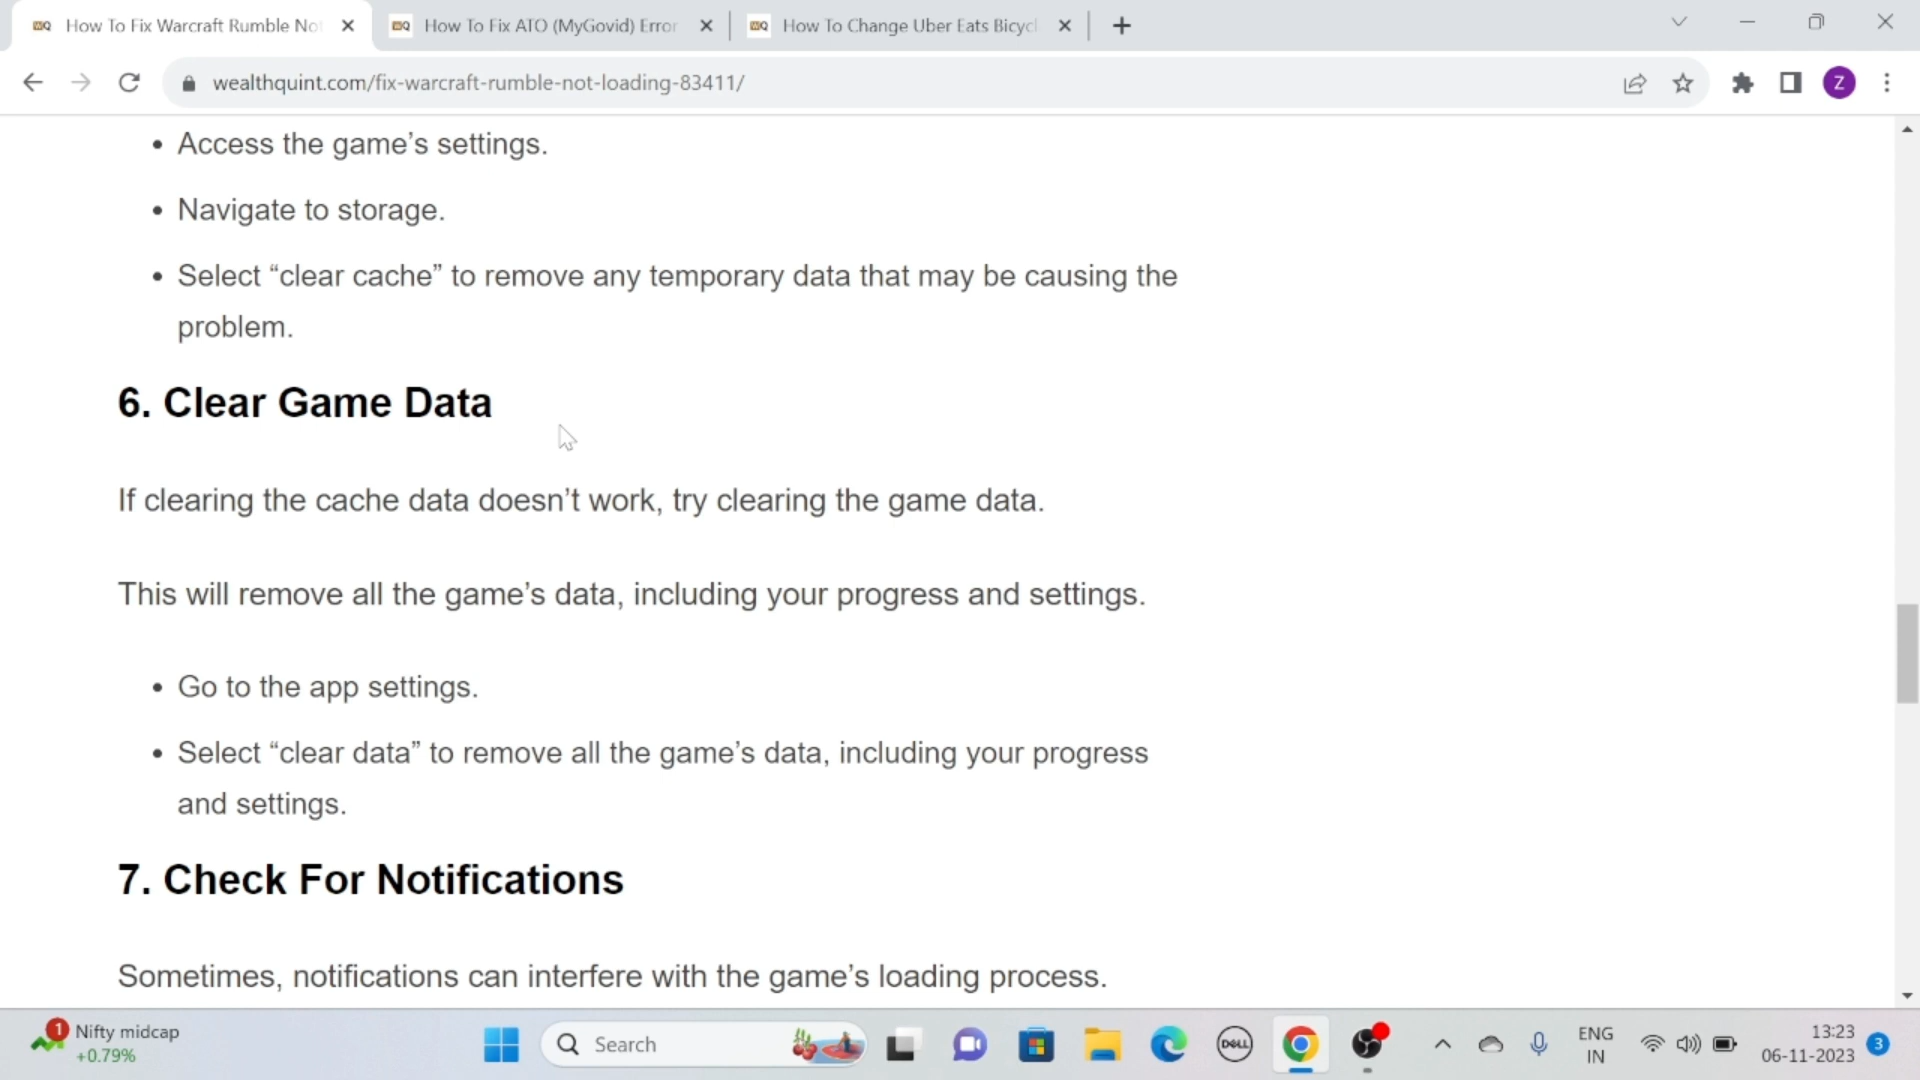 How To Fix Warcraft Rumble Not
How To Fix ATO (MyGovid) Error
How To Change Uber Eats Bicycl
wealthquint.com/fix-warcraft-rumble-not-loading-83411/
Z
• Access the game’s settings.
• Navigate to storage.
• Select “clear cache” to remove any temporary data that may be causing the
problem.
6. Clear Game Data
If clearing the cache data doesn’t work, try clearing the game data.
This will remove all the game’s data, including your progress and settings.
• Go to the app settings.
• Select “clear data” to remove all the game’s data, including your progress
and settings.
7. Check For Notifications
Sometimes, notifications can interfere with the game’s loading process.
1
Nifty midcap
+0.79%
Search
DELL
ENG
IN
13:23
06-11-2023
3